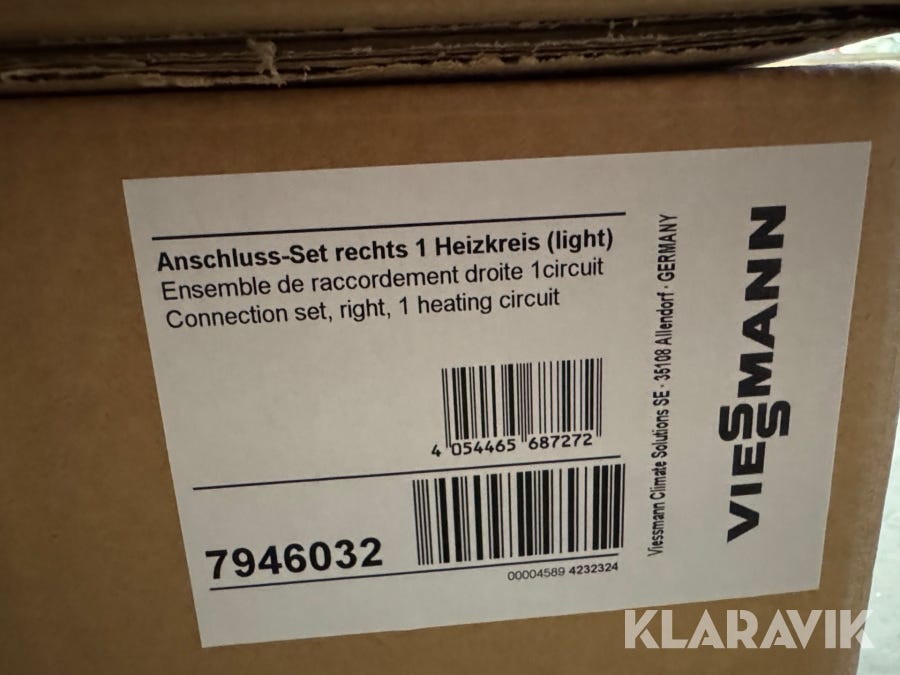 Anschluss-Set rechts 1 Heizkreis (light)
Ensemble de raccordement droite 1circuit
Connection set, right, 1 heating circuit
4 054465 687272
7946032
00004589 4232324
Viessmann Climate Solutions SE · 35108 Allendorf · GERMANY
VIESSMANN
KLARAVIK